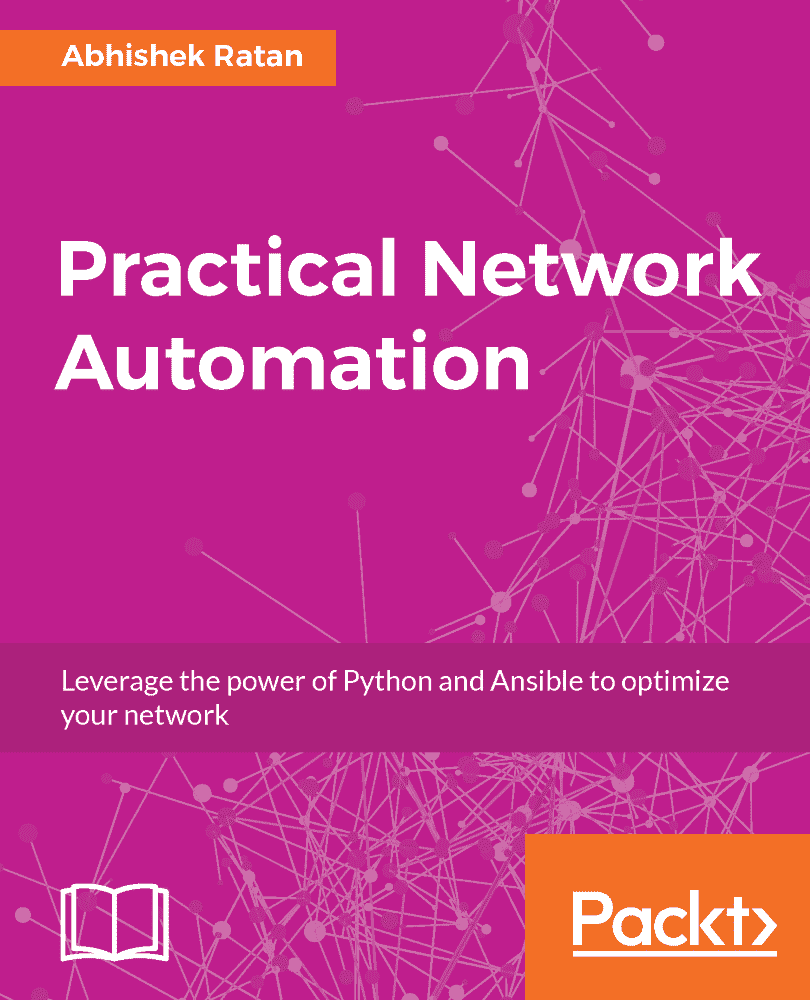 Abhishek Ratan
Practical Network
Automation
Leverage the power of Python and Ansible to optimize
your network
Packt>